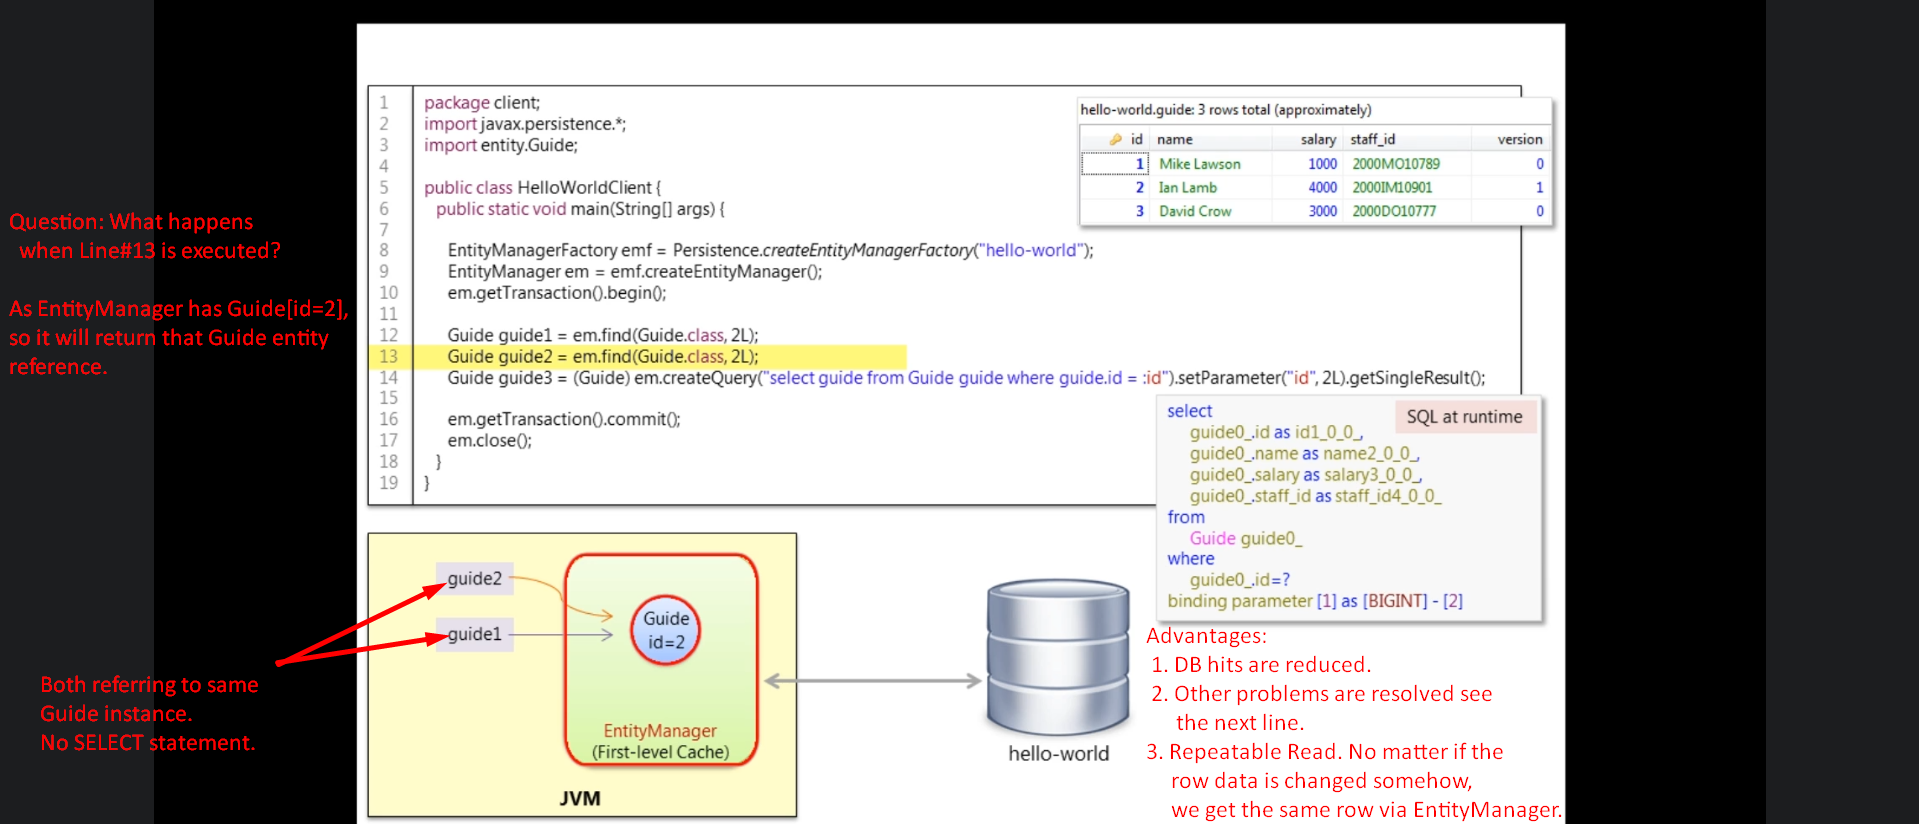 1 package client;
2 import javax.persistence.*;
3 import entity.Guide;
4
5 public class HelloWorldClient {
6 public static void main(String[] args) {
7
8 EntityManagerFactory emf = Persistence.createEntityManagerFactory("hello-world");
9 EntityManager em = emf.createEntityManager();
10 em.getTransaction().begin();
11
12 Guide guide1 = em.find(Guide.class, 2L);
13 Guide guide2 = em.find(Guide.class, 2L);
14 Guide guide3 = (Guide) em.createQuery("select guide from Guide guide where guide.id = :id").setParameter("id", 2L).getSingleResult();
15
16 em.getTransaction().commit();
17 em.close();
18 }
19 }
hello-world.guide: 3 rows total (approximately)
id name salary staff_id version
1 Mike Lawson 1000 2000MO10789 0
2 Ian Lamb 4000 2000IM10901 1
3 David Crow 3000 2000DO10777 0
Question: What happens
when Line#13 is executed?
As EntityManager has Guide[id=2],
so it will return that Guide entity
reference.
SQL at runtime
select
guide0_.id as id1_0_0_,
guide0_.name as name2_0_0_,
guide0_.salary as salary3_0_0_,
guide0_.staff_id as staff_id4_0_0_
from
Guide guide0_
where
guide0_.id=?
binding parameter [1] as [BIGINT] - [2]
guide2
guide1
Guide
id=2
EntityManager
(First-level Cache)
JVM
hello-world
Both referring to same
Guide instance.
No SELECT statement.
Advantages:
1. DB hits are reduced.
2. Other problems are resolved see
the next line.
3. Repeatable Read. No matter if the
row data is changed somehow,
we get the same row via EntityManager.